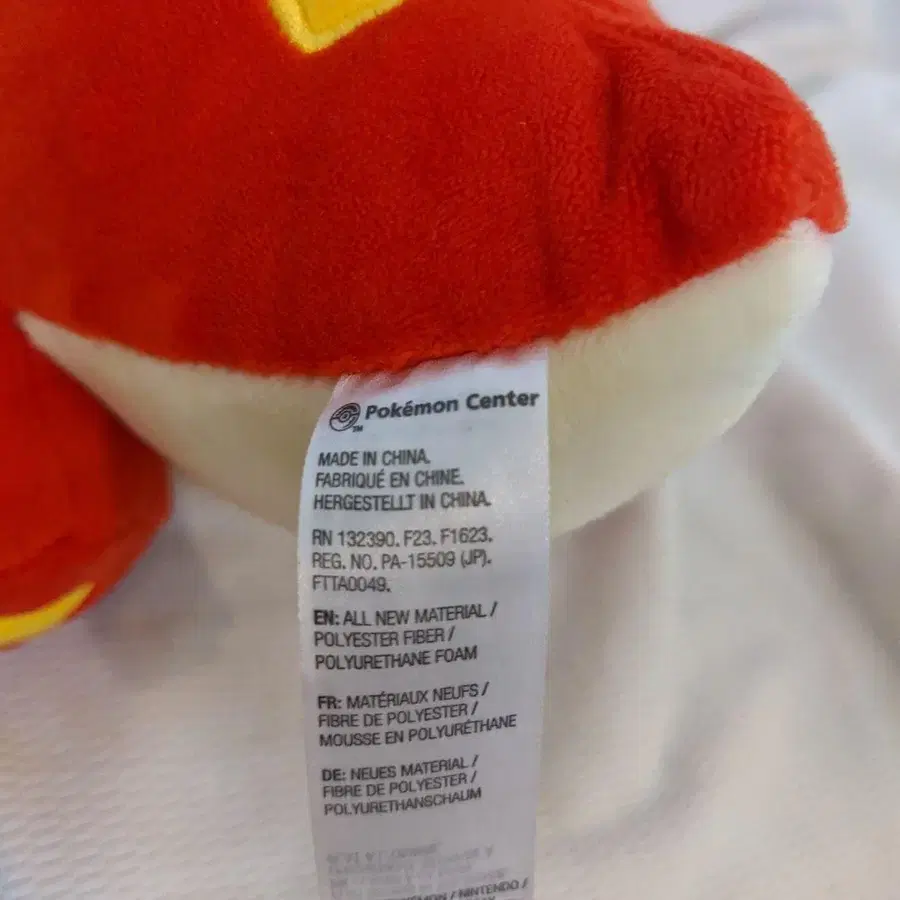 Pokémon Center
TM
MADE IN CHINA.
FABRIQUÉ EN CHINE.
HERGESTELLT IN CHINA.
RN 132390. F23. F1623.
REG. NO. PA-15509 (JP).
FTTA0049.
EN: ALL NEW MATERIAL /
POLYESTER FIBER /
POLYURETHANE FOAM
FR: MATÉRIAUX NEUFS /
FIBRE DE POLYESTER /
MOUSSE EN POLYURÉTHANE
DE: NEUES MATERIAL /
FIBRE DE POLYESTER /
POLYURETHANSCHAUM
/ NINTENDO /